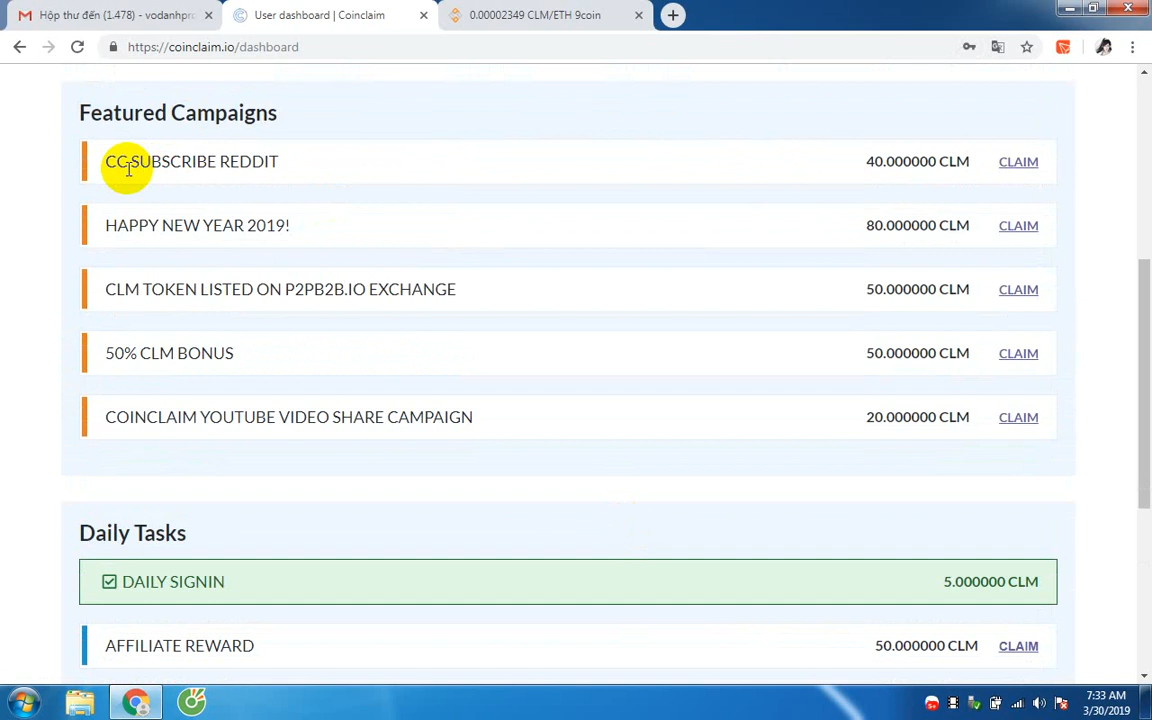 Hộp thư đến (1.478) - vodanhpro
User dashboard | Coinclaim
0.00002349 CLM/ETH 9coin
https://coinclaim.io/dashboard
Featured Campaigns
CC SUBSCRIBE REDDIT 40.000000 CLM CLAIM
HAPPY NEW YEAR 2019! 80.000000 CLM CLAIM
CLM TOKEN LISTED ON P2PB2B.IO EXCHANGE 50.000000 CLM CLAIM
50% CLM BONUS 50.000000 CLM CLAIM
COINCLAIM YOUTUBE VIDEO SHARE CAMPAIGN 20.000000 CLM CLAIM
Daily Tasks
DAILY SIGNIN 5.000000 CLM
AFFILIATE REWARD 50.000000 CLM CLAIM
7:33 AM
3/30/2019